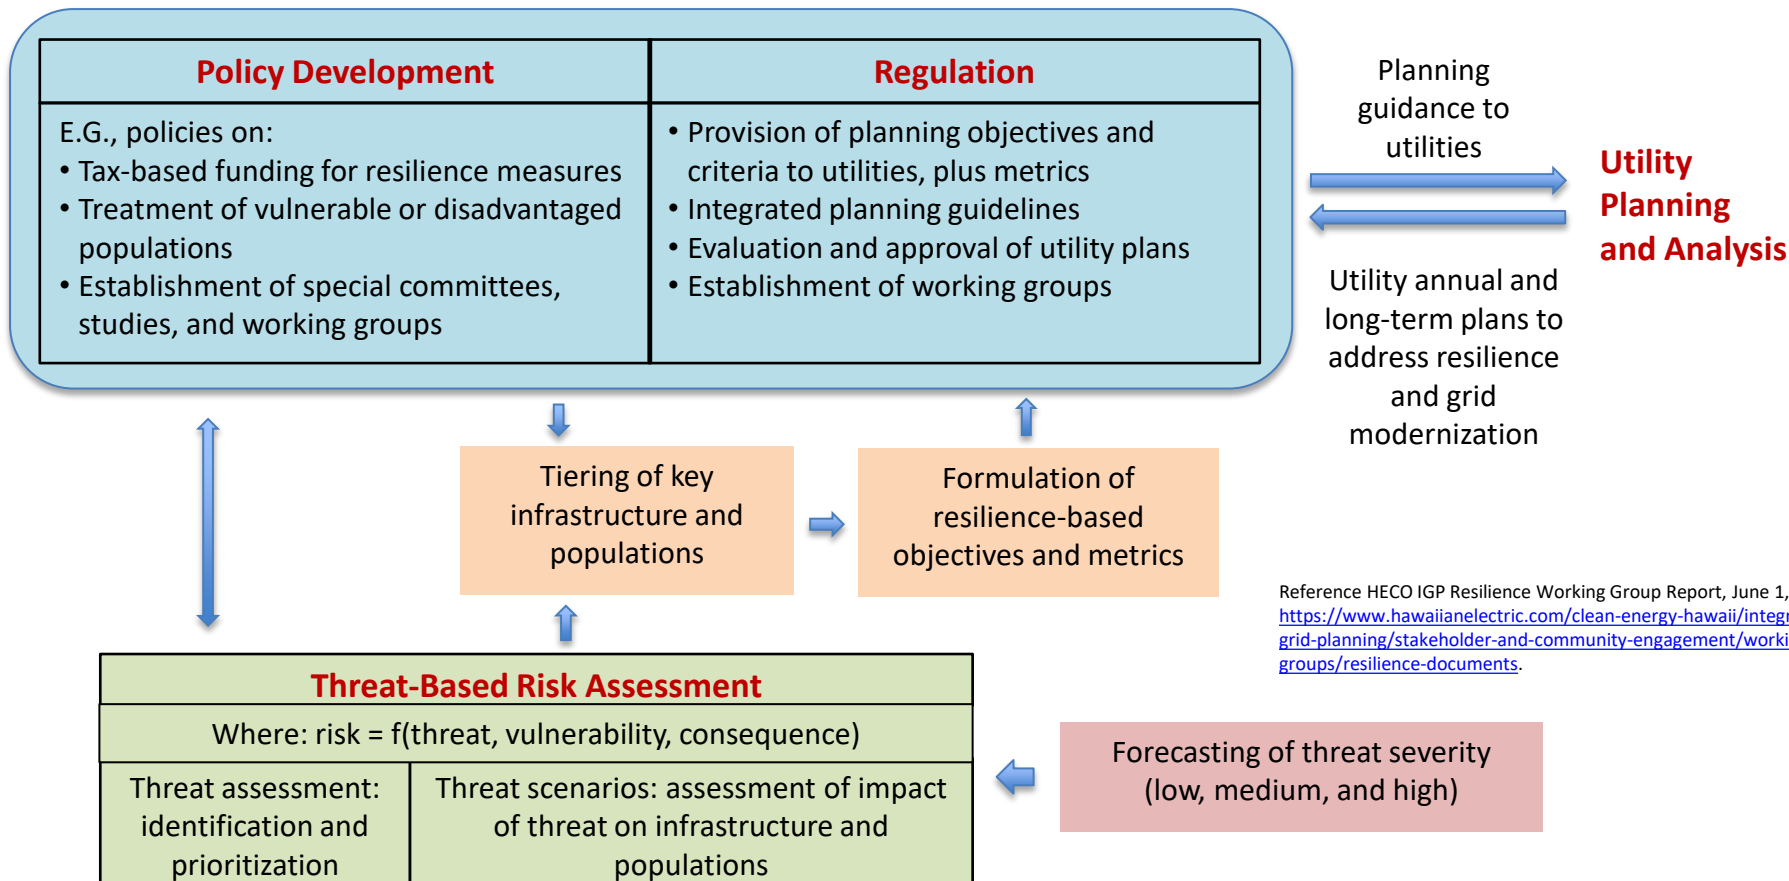 Policy Development
E.G., policies on:
• Tax-based funding for resilience measures
• Treatment of vulnerable or disadvantaged
populations
• Establishment of special committees,
studies, and working groups
Regulation
• Provision of planning objectives and
criteria to utilities, plus metrics
• Integrated planning guidelines
• Evaluation and approval of utility plans
• Establishment of working groups
Planning
guidance to
utilities
Utility
Planning
and Analysis
Utility annual and
long-term plans to
address resilience
and grid
modernization
Tiering of key
infrastructure and
populations
Formulation of
resilience-based
objectives and metrics
Reference HECO IGP Resilience Working Group Report, June 1,
https://www.hawaiianelectric.com/clean-energy-hawaii/integr
grid-planning/stakeholder-and-community-engagement/worki
groups/resilience-documents.
Threat-Based Risk Assessment
Where: risk = f(threat, vulnerability, consequence)
Threat assessment:
identification and
prioritization
Threat scenarios: assessment of impact
of threat on infrastructure and
populations
Forecasting of threat severity
(low, medium, and high)